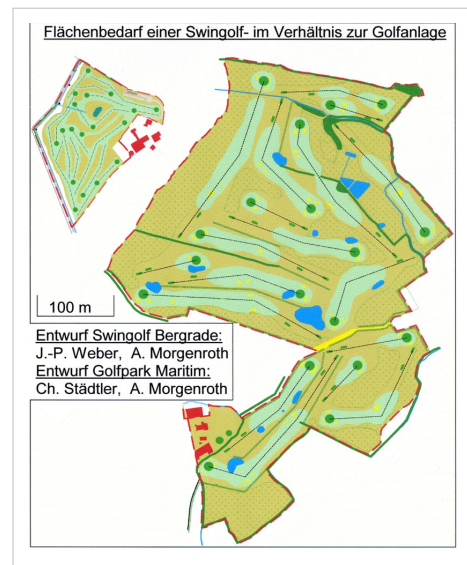 Flächenbedarf einer Swingolf- im Verhältnis zur Golfanlage
100 m
Entwurf Swingolf Bergrade:
J.-P. Weber, A. Morgenroth
Entwurf Golfpark Maritim:
Ch. Städtler, A. Morgenroth